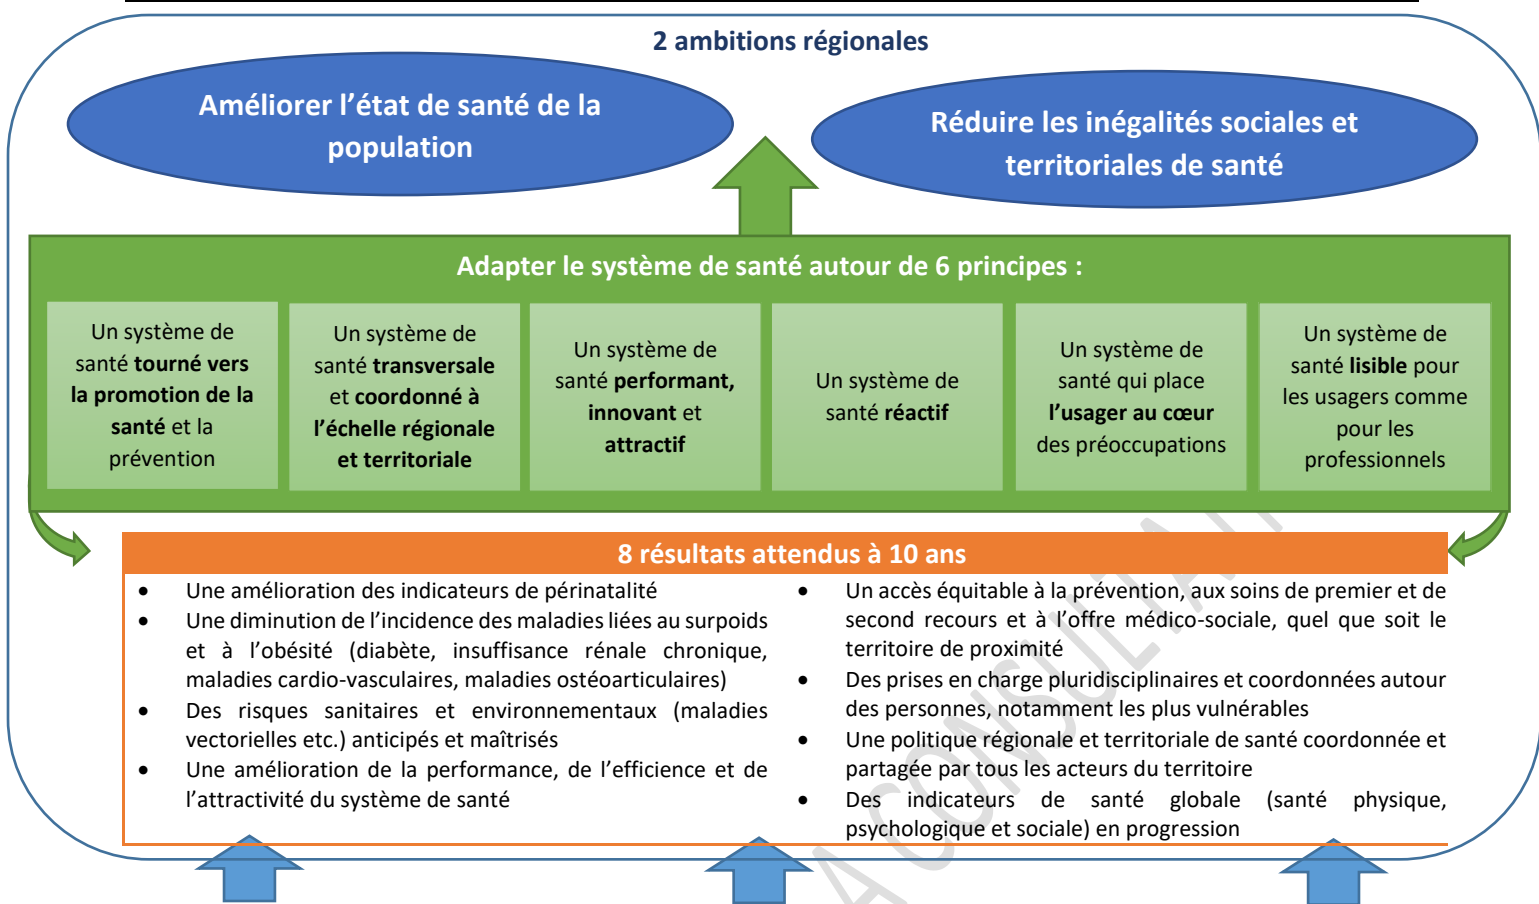 2 ambitions régionales
Améliorer l’état de santé de la
population
Réduire les inégalités sociales et
territoriales de santé
Adapter le système de santé autour de 6 principes :
Un système de
santé tourné vers
la promotion de la
santé et la
prévention
Un système de
santé transversale
et coordonné à
l’échelle régionale
et territoriale
Un système de
santé performant,
innovant et
attractif
Un système de
santé réactif
Un système de
santé qui place
l’usager au cœur
des préoccupations
Un système de
santé lisible pour
les usagers comme
pour les
professionnels
8 résultats attendus à 10 ans
• Une amélioration des indicateurs de périnatalité
• Une diminution de l’incidence des maladies liées au surpoids
et à l’obésité (diabète, insuffisance rénale chronique,
maladies cardio-vasculaires, maladies ostéoarticulaires)
• Des risques sanitaires et environnementaux (maladies
vectorielles etc.) anticipés et maîtrisés
• Une amélioration de la performance, de l’efficience et de
l’attractivité du système de santé
• Un accès équitable à la prévention, aux soins de premier et de
second recours et à l’offre médico-sociale, quel que soit le
territoire de proximité
• Des prises en charge pluridisciplinaires et coordonnées autour
des personnes, notamment les plus vulnérables
• Une politique régionale et territoriale de santé coordonnée et
partagée par tous les acteurs du territoire
• Des indicateurs de santé globale (santé physique,
psychologique et sociale) en progression